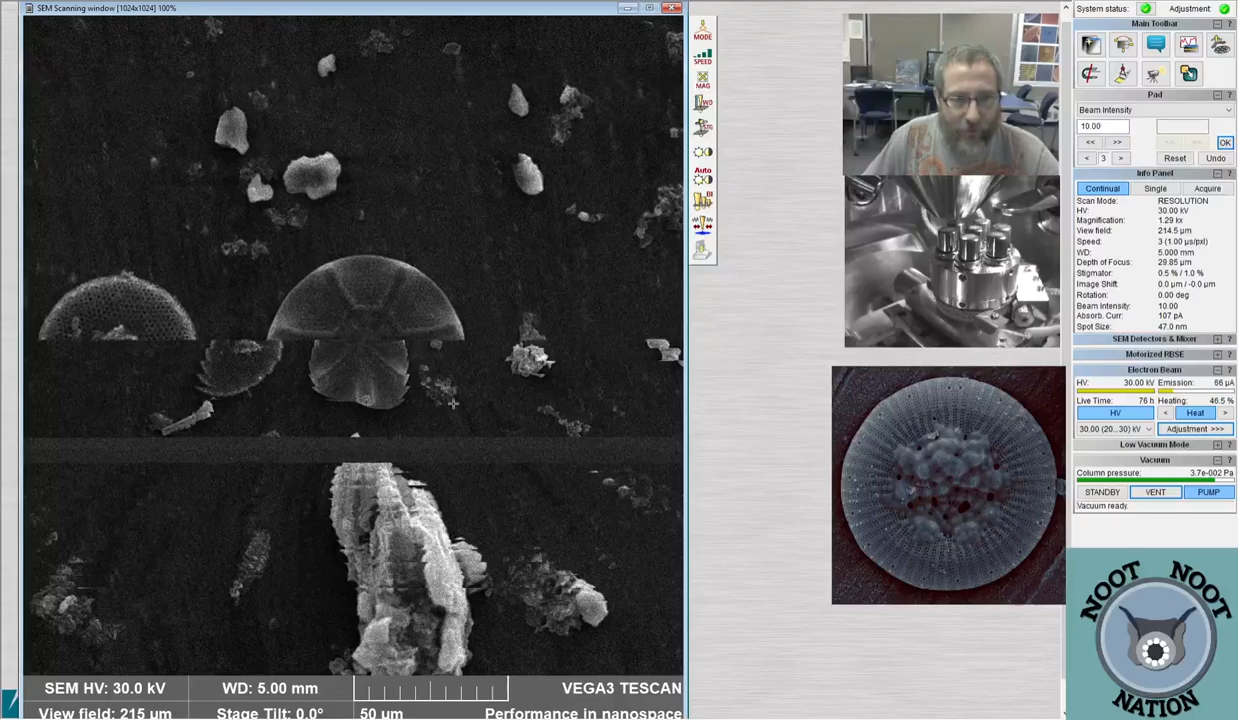 SEM Scanning window [1024x1024] 100%
MODE
SPEED
MAG
WD
Auto
SEM HV: 30.0 kV
WD: 5.00 mm
VEGA3 TESCAN
View field: 215 µm
Stage Tilt: 0.0°
50 µm
Performance in nanospace
System status:
Adjustment:
Main Toolbar
Pad
Beam Intensity
10.00
<<
>>
OK
<
3
>
Reset
Undo
Info Panel
Continual
Single
Acquire
Scan Mode: RESOLUTION
HV: 30.00 kV
Magnification: 1.29 kx
View field: 214.5 µm
Speed: 3 (1.00 µs/pxl)
WD: 5.000 mm
Depth of Focus: 29.85 µm
Stigmator: 0.5 % / 1.0 %
Image Shift: 0.0 µm / -0.0 µm
Rotation: 0.00 deg
Beam Intensity: 10.00
Absorb. Curr: 107 pA
Spot Size: 47.0 nm
SEM Detectors & Mixer
Motorized RBSE
Electron Beam
HV: 30.00 kV Emission: 66 µA
Live Time: 76 h Heating: 46.5 %
HV
<
Heat
>
30.00 (20...30) kV
Adjustment >>>
Low Vacuum Mode
Vacuum
Column pressure: 3.7e-002 Pa
STANDBY
VENT
PUMP
Vacuum ready.
NOOT NOOT
NATION